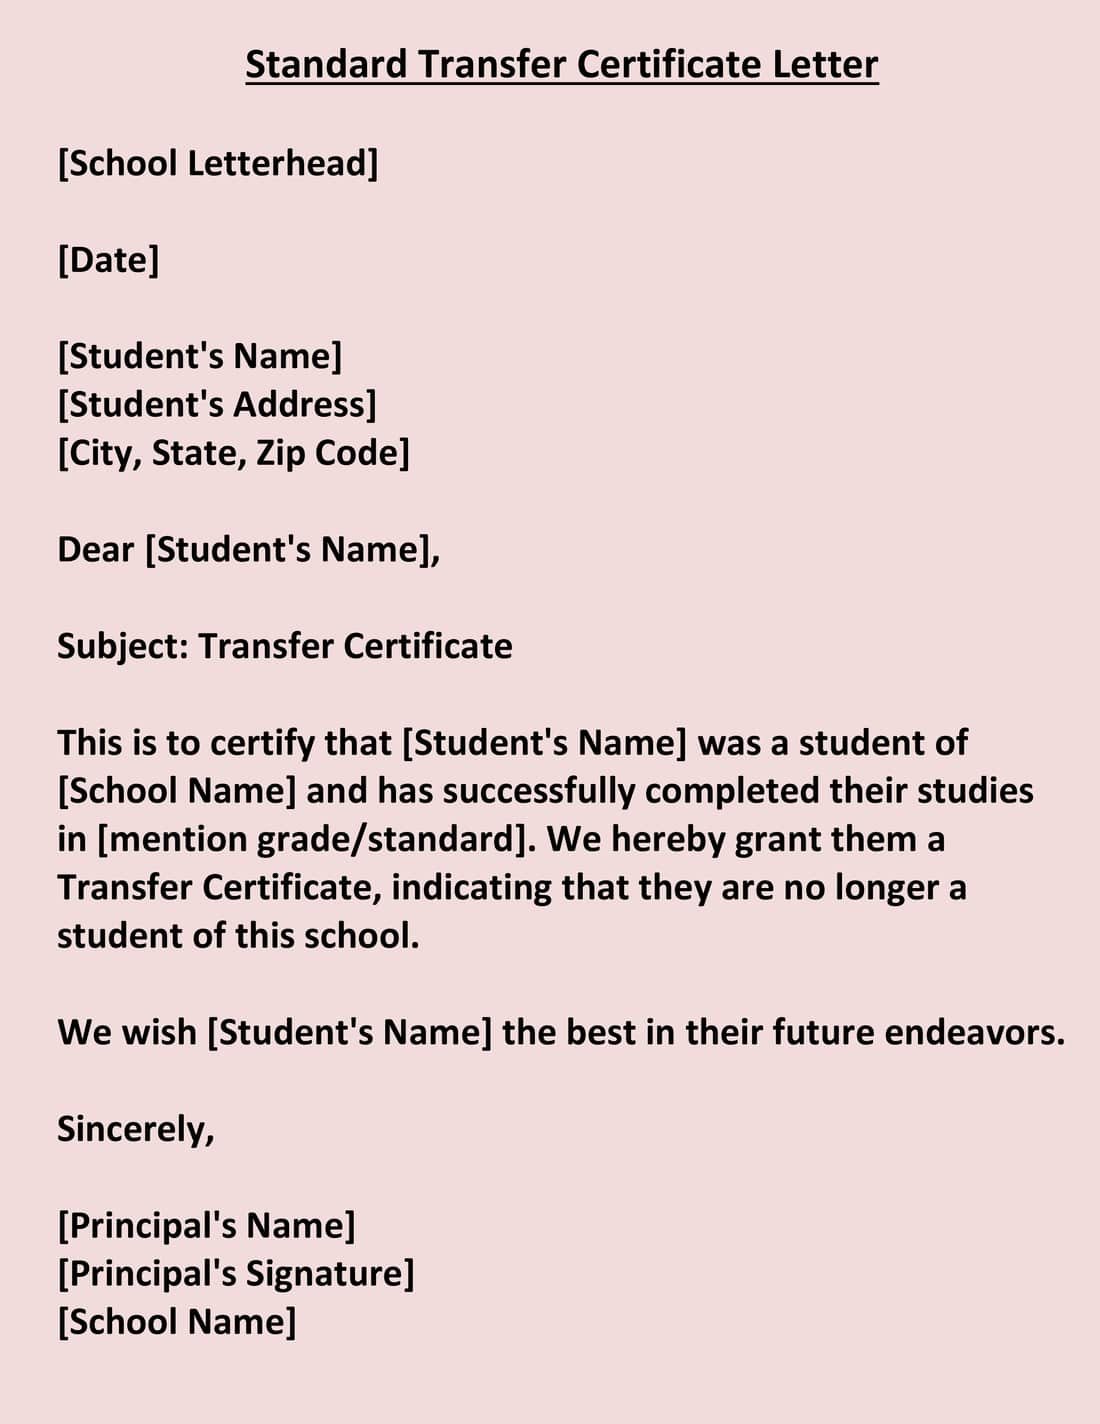 Standard Transfer Certificate Letter
[School Letterhead]
[Date]
[Student's Name]
[Student's Address]
[City, State, Zip Code]
Dear [Student's Name],
Subject: Transfer Certificate
This is to certify that [Student's Name] was a student of
[School Name] and has successfully completed their studies
in [mention grade/standard]. We hereby grant them a
Transfer Certificate, indicating that they are no longer a
student of this school.
We wish [Student's Name] the best in their future endeavors.
Sincerely,
[Principal's Name]
[Principal's Signature]
[School Name]